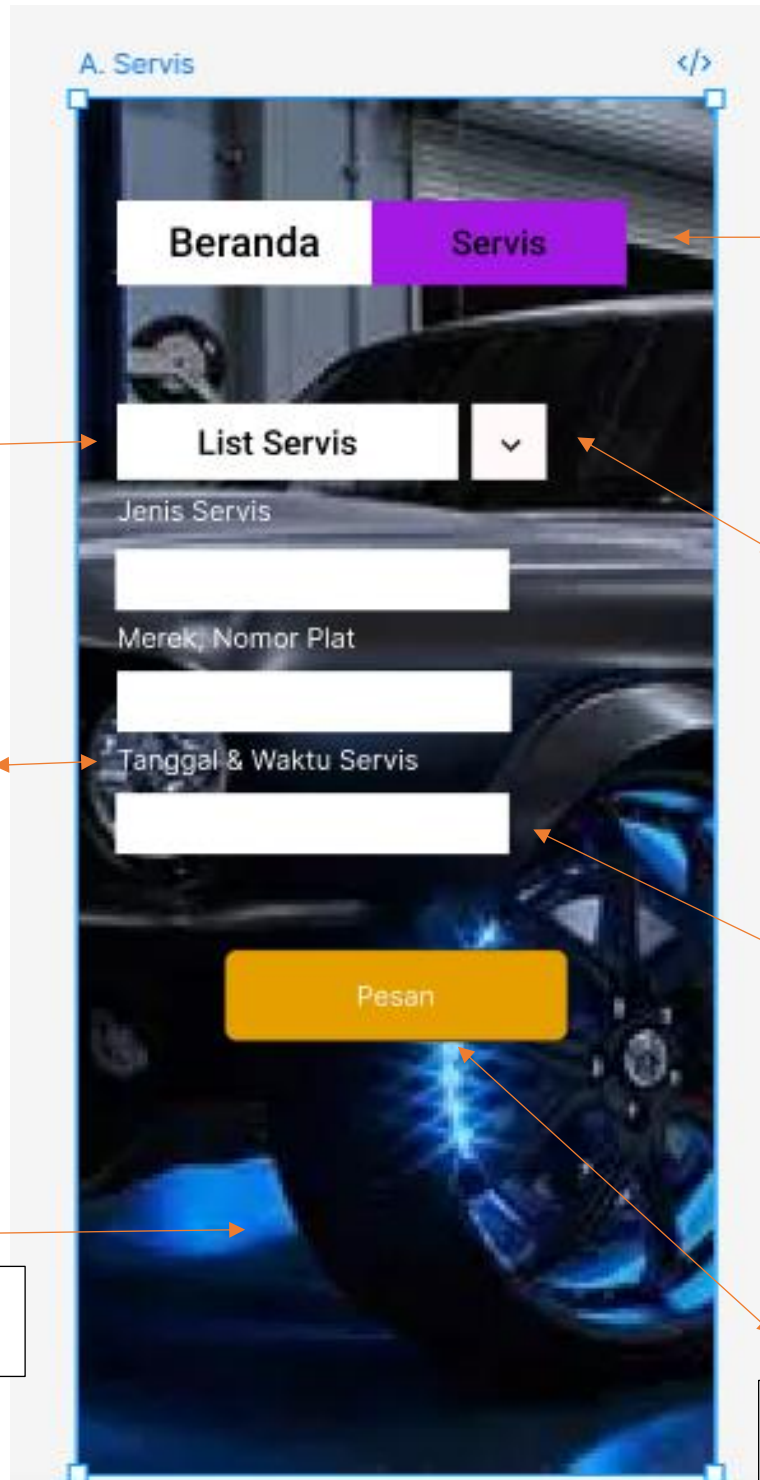 A. Servis </>
Beranda Servis
List Servis
Jenis Servis
Merek, Nomor Plat
Tanggal & Waktu Servis
Pesan